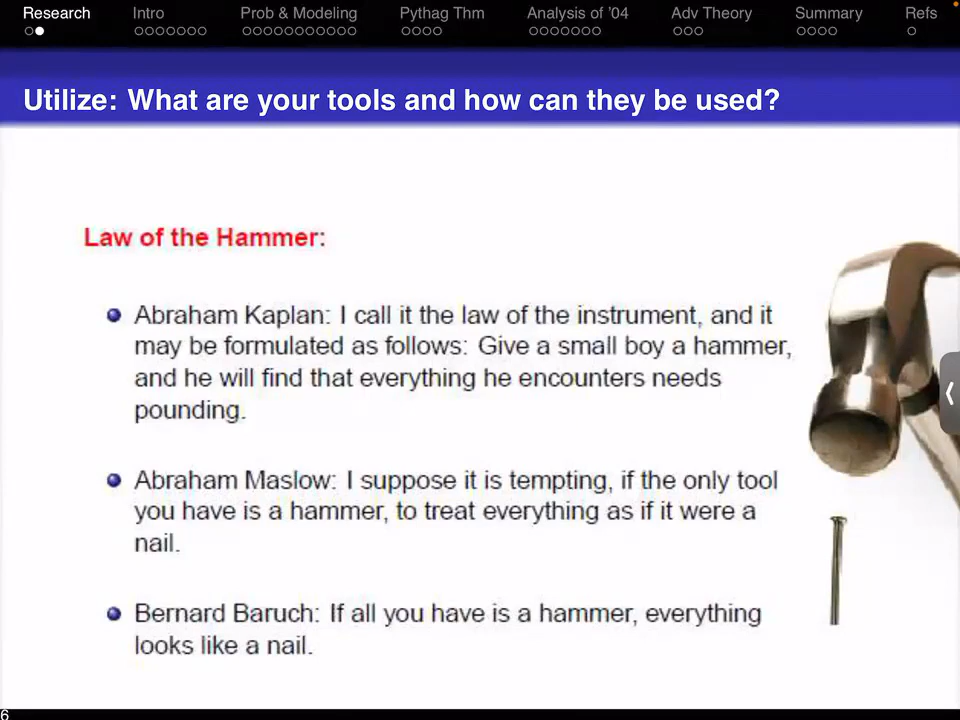 Research Intro Prob & Modeling Pythag Thm Analysis of '04 Adv Theory Summary Refs
Utilize: What are your tools and how can they be used?
Law of the Hammer:
Abraham Kaplan: I call it the law of the instrument, and it
may be formulated as follows: Give a small boy a hammer,
and he will find that everything he encounters needs
pounding.
Abraham Maslow: I suppose it is tempting, if the only tool
you have is a hammer, to treat everything as if it were a
nail.
Bernard Baruch: If all you have is a hammer, everything
looks like a nail.
6